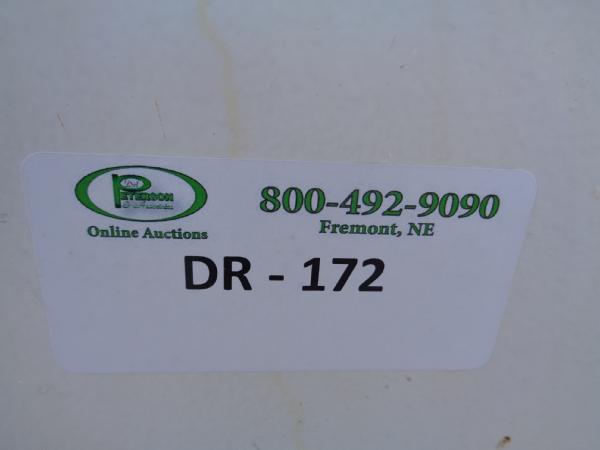 PETERSON
Online Auctions
800-492-9090
Fremont, NE
DR - 172